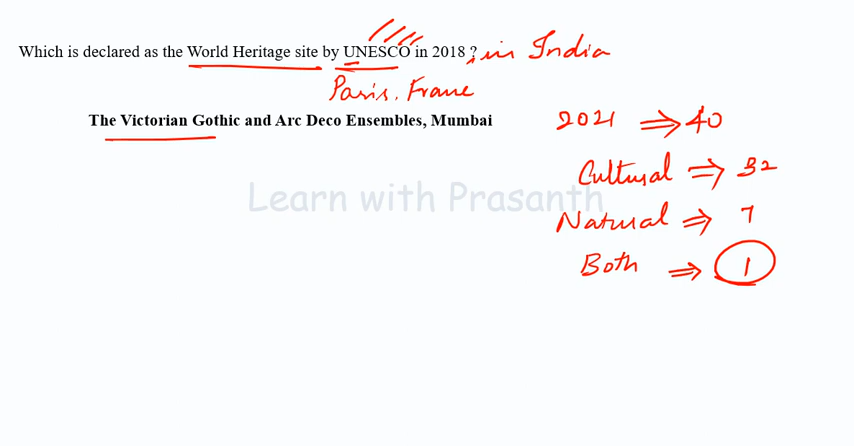 Which is declared as the World Heritage site by UNESCO in 2018 ? in India
Paris, France
The Victorian Gothic and Arc Deco Ensembles, Mumbai
2021 ⇒ 40
Cultural ⇒ 32
Learn with Prasanth
Natural ⇒ 7
Both ⇒ 1